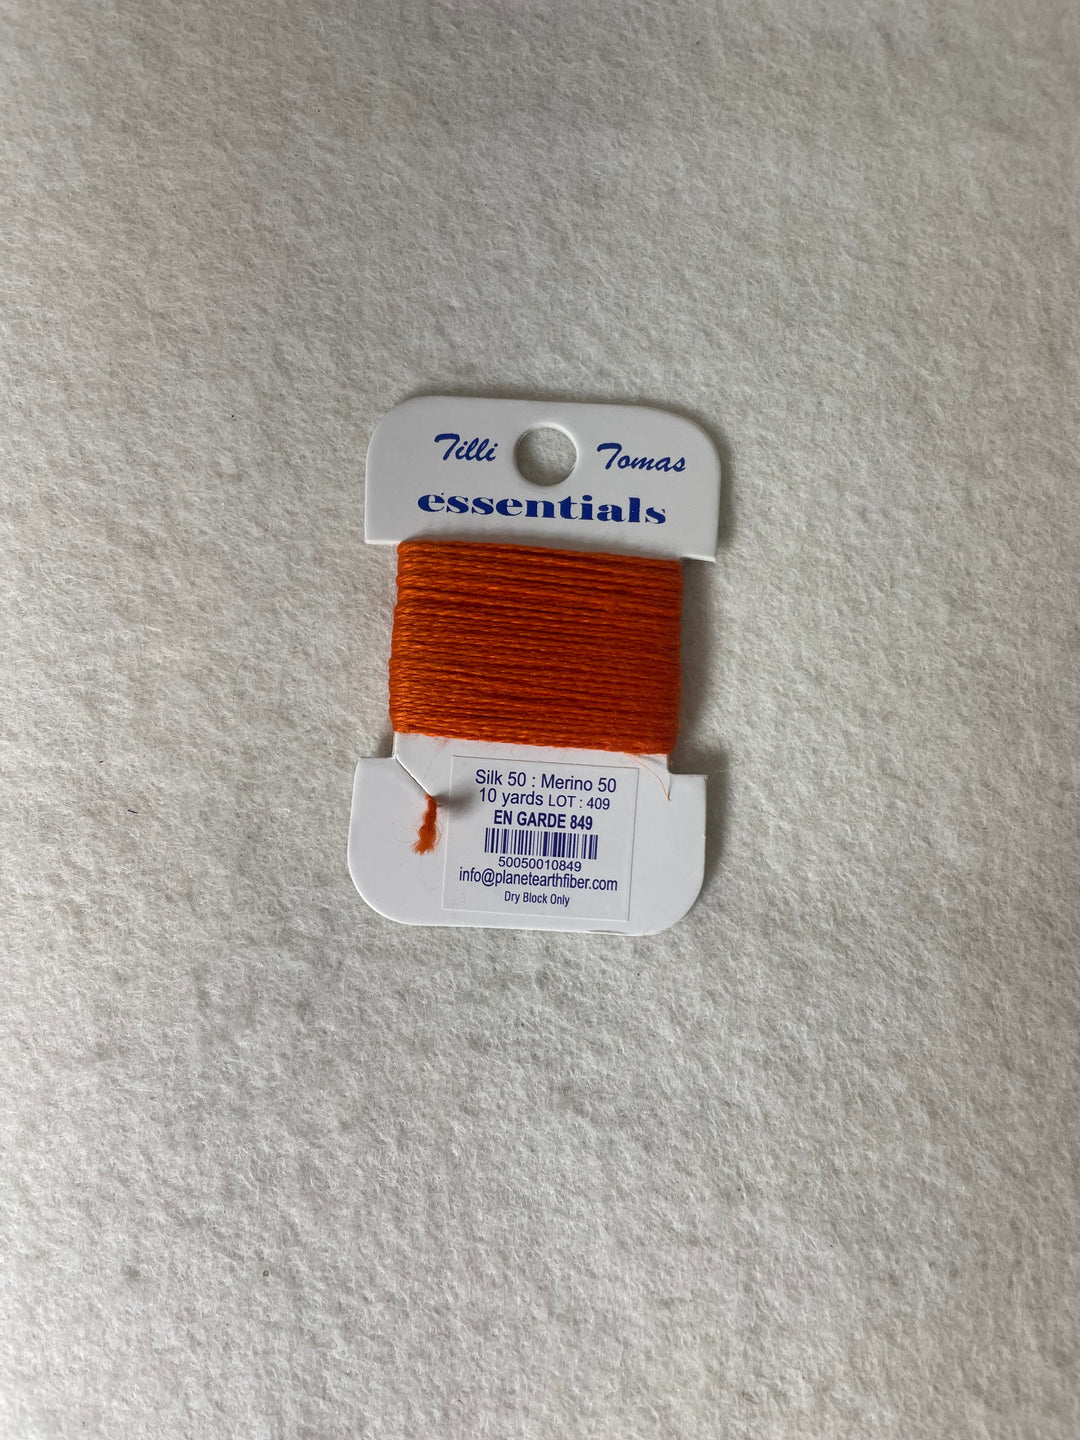 Tilli Tomas
essentials
Silk 50 : Merino 50
10 yards LOT : 409
EN GARDE 849
50050010849
info@planetearthfiber.com
Dry Block Only